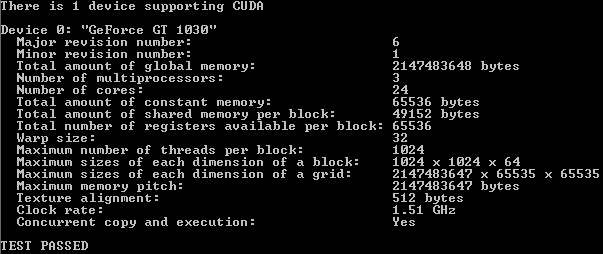 There is 1 device supporting CUDA
Device 0: "GeForce GT 1030"
Major revision number: 6
Minor revision number: 1
Total amount of global memory: 2147483648 bytes
Number of multiprocessors: 3
Number of cores: 24
Total amount of constant memory: 65536 bytes
Total amount of shared memory per block: 49152 bytes
Total number of registers available per block: 65536
Warp size: 32
Maximum number of threads per block: 1024
Maximum sizes of each dimension of a block: 1024 x 1024 x 64
Maximum sizes of each dimension of a grid: 2147483647 x 65535 x 65535
Maximum memory pitch: 2147483647 bytes
Texture alignment: 512 bytes
Clock rate: 1.51 GHz
Concurrent copy and execution: Yes
TEST PASSED